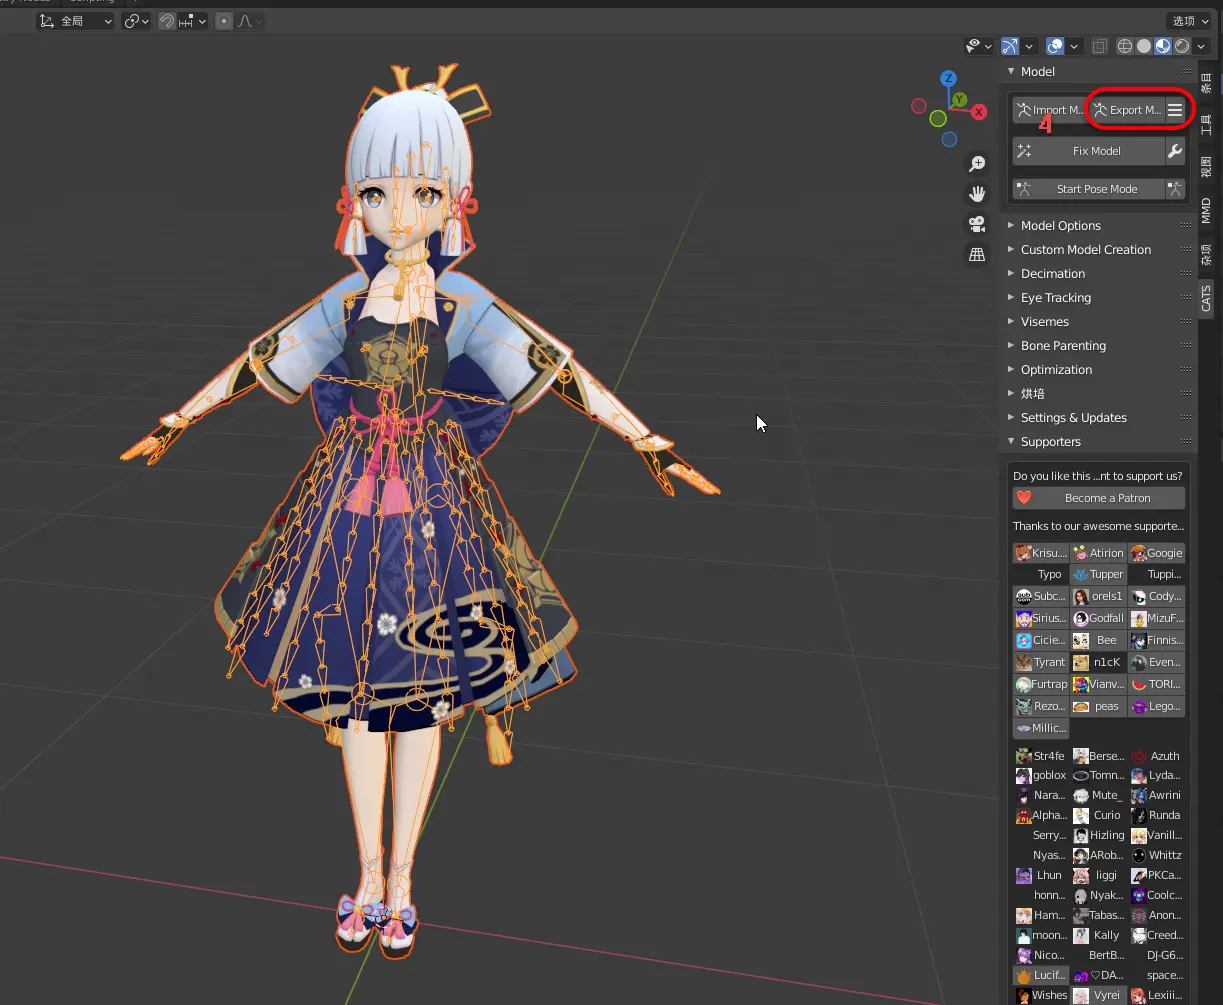 全局
选项
Z
Y
X
Model
Import M...
Export M...
4
Fix Model
Start Pose Mode
Model Options
Custom Model Creation
Decimation
Eye Tracking
Visemes
Bone Parenting
Optimization
烘培
Settings & Updates
Supporters
条目
工具
视图
MMD
杂项
CATS
Do you like this ...nt to support us?
Become a Patron
Thanks to our awesome supporte...
Krisu... Atirion Googie
Typo Tupper Tuppi...
Subc... orels1 Cody...
Sirius... Godfall MizuF...
Cicie... Bee Finnis...
Tyrant n1cK Even...
Furtrap Vianv... TORI...
Rezo... peas Lego...
Millic...
Str4fe Berse... Azuth
goblox Tomn... Lyda...
Nara... Mute_ Awrini
Alpha... Curio Runda
Serry... Hizling Vanill...
Nyas... ARob... Whittz
Lhun liggi PKCa...
honn... Nyak... Coolc...
Ham... Tabas... Anon...
moon... Kally Creed...
Nico... BertB... DJ-G6...
Lucif... ♡DA... space...
Wishes Vyrei Lexiii...